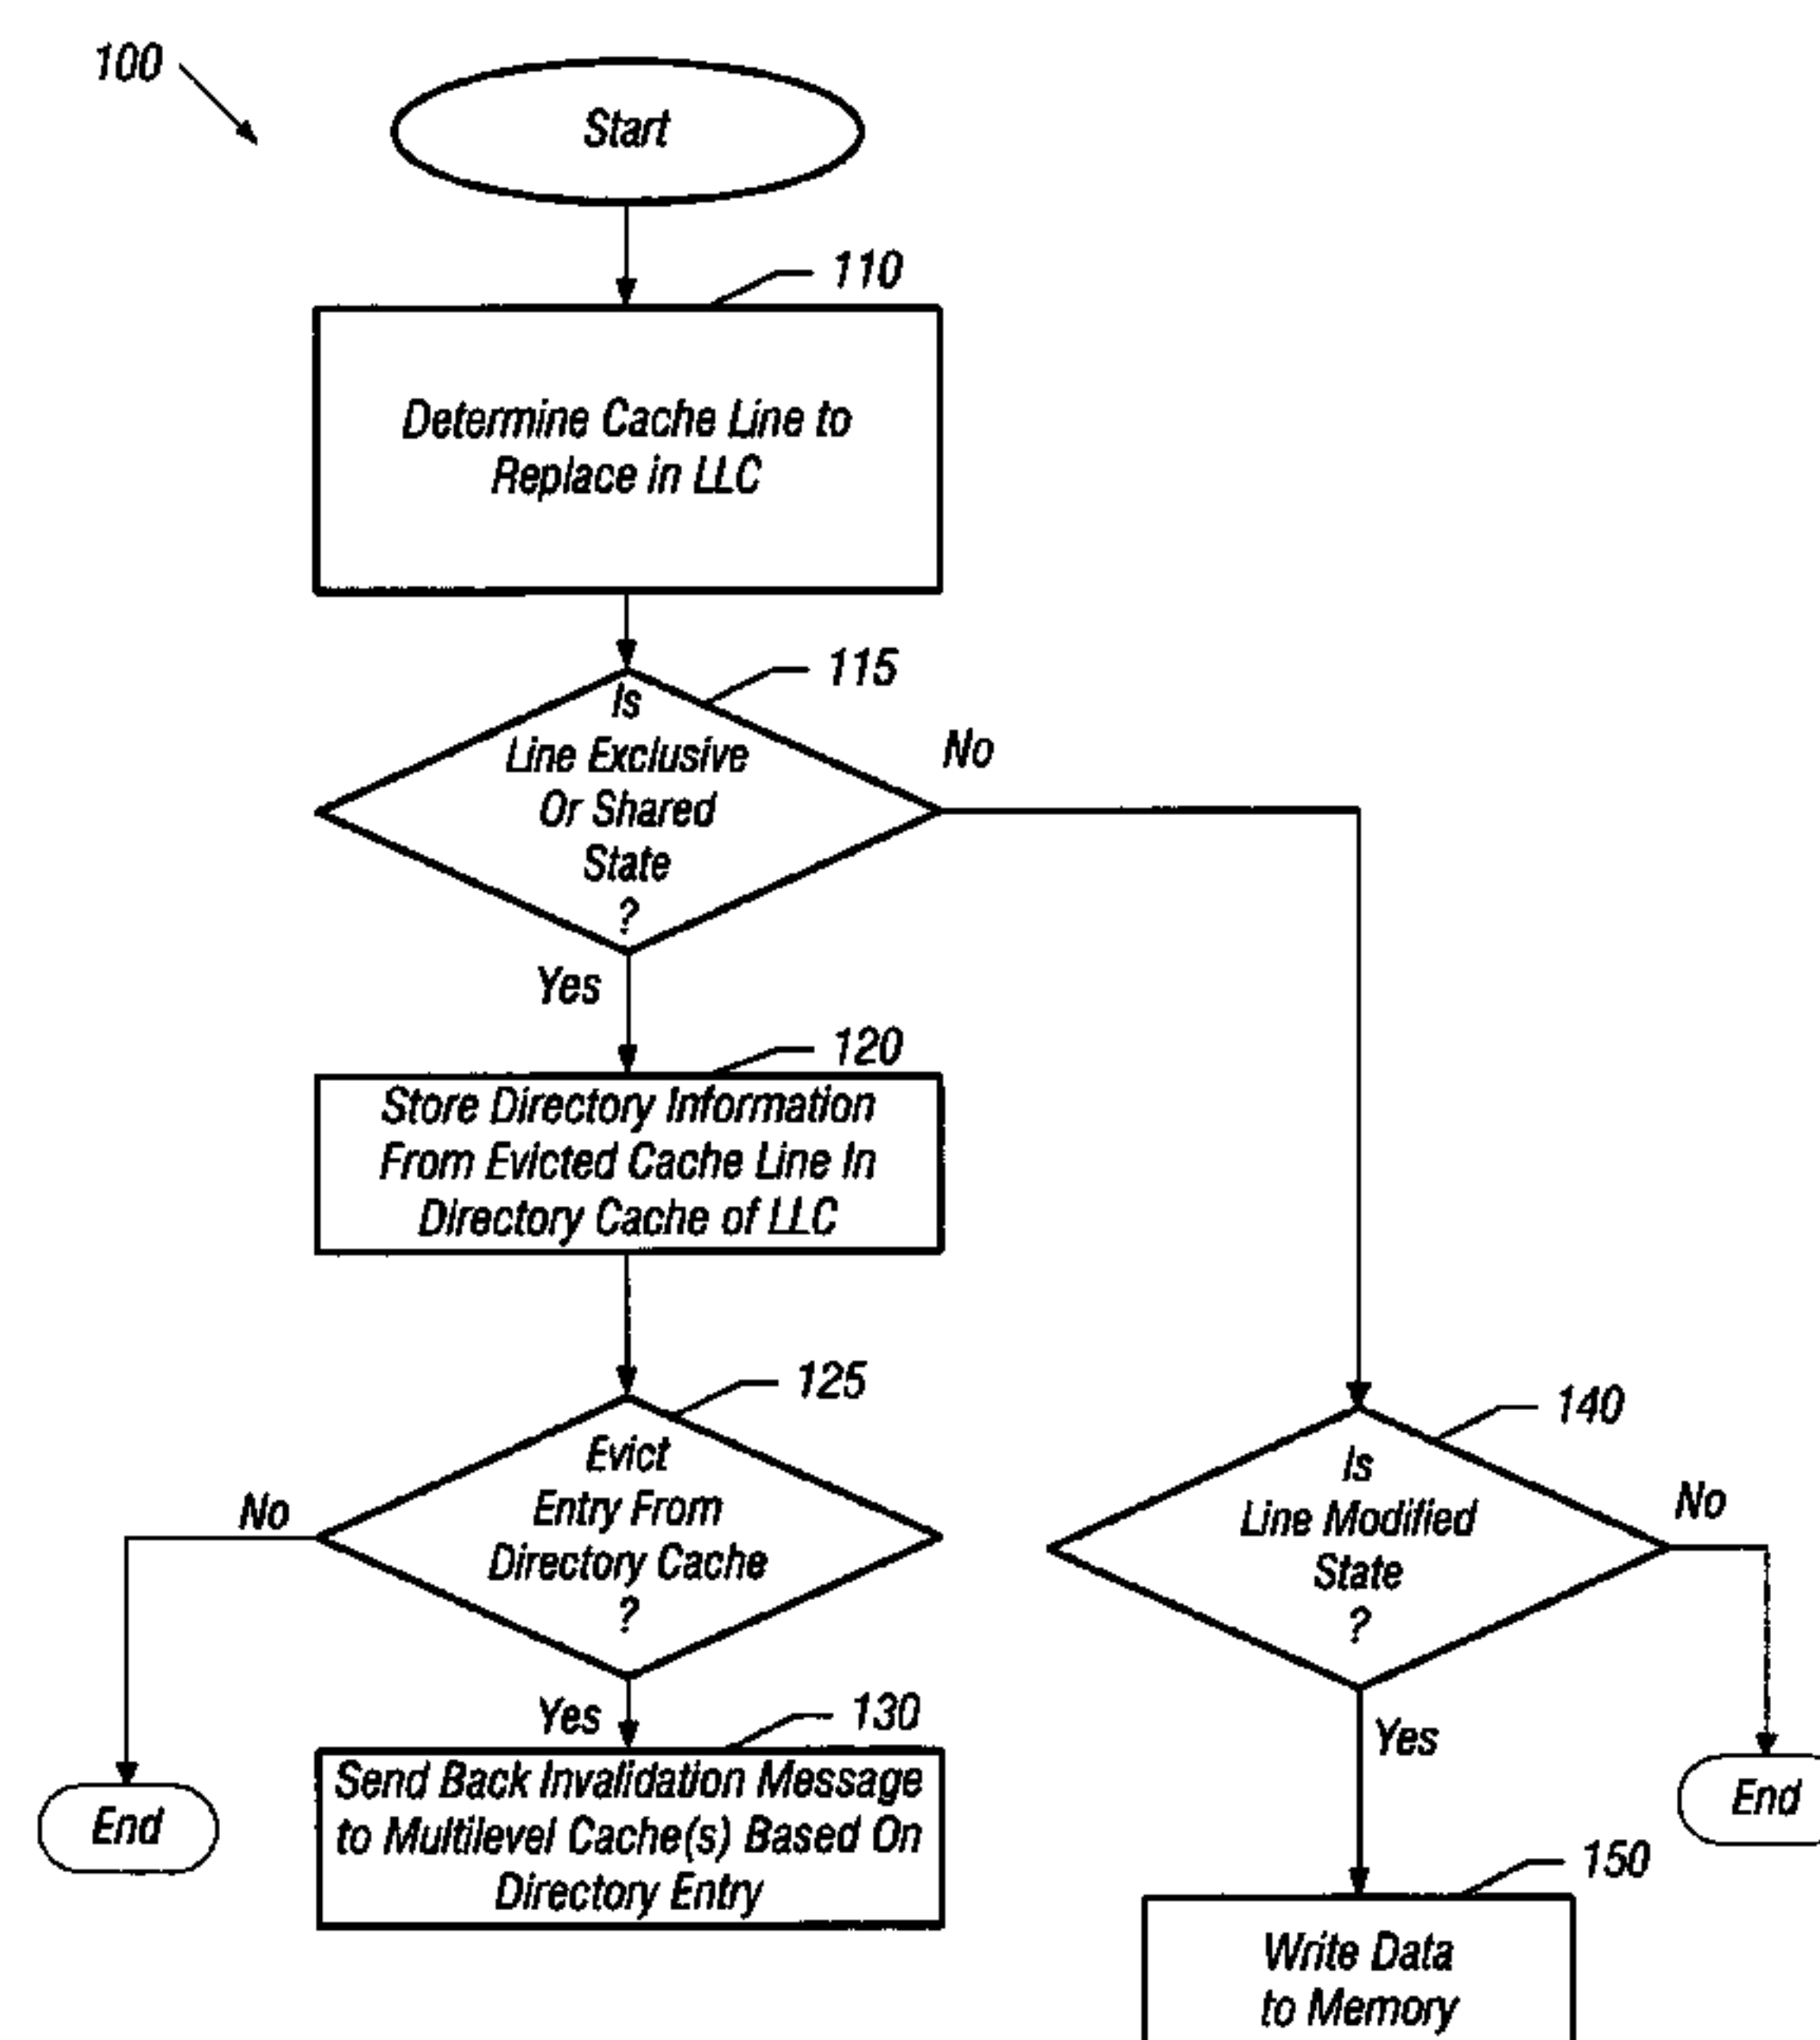 100
Start
110
Determine Cache Line to
Replace in LLC
115
Is
Line Exclusive
Or Shared
State
?
No
Yes
120
Store Directory Information
From Evicted Cache Line In
Directory Cache of LLC
125
Evict
Entry From
Directory Cache
?
No
Yes
End
130
Send Back Invalidation Message
to Multilevel Cache(s) Based On
Directory Entry
140
Is
Line Modified
State
?
No
Yes
End
150
Write Data
to Memory